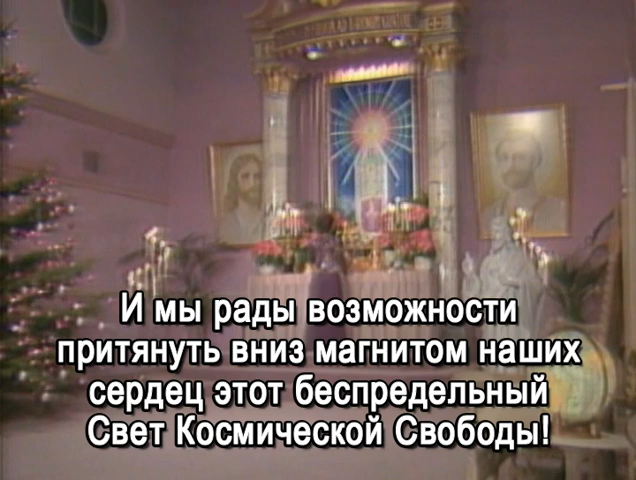 И мы рады возможности
притянуть вниз магнитом наших
сердец этот беспредельный
Свет Космической Свободы!